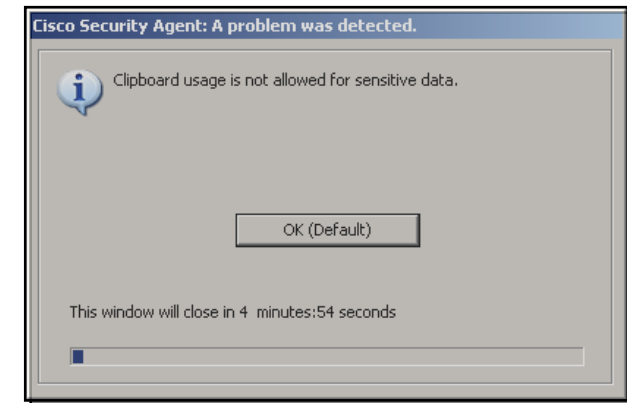 Cisco Security Agent: A problem was detected.
Clipboard usage is not allowed for sensitive data.
OK (Default)
This window will close in 4  minutes:54 seconds